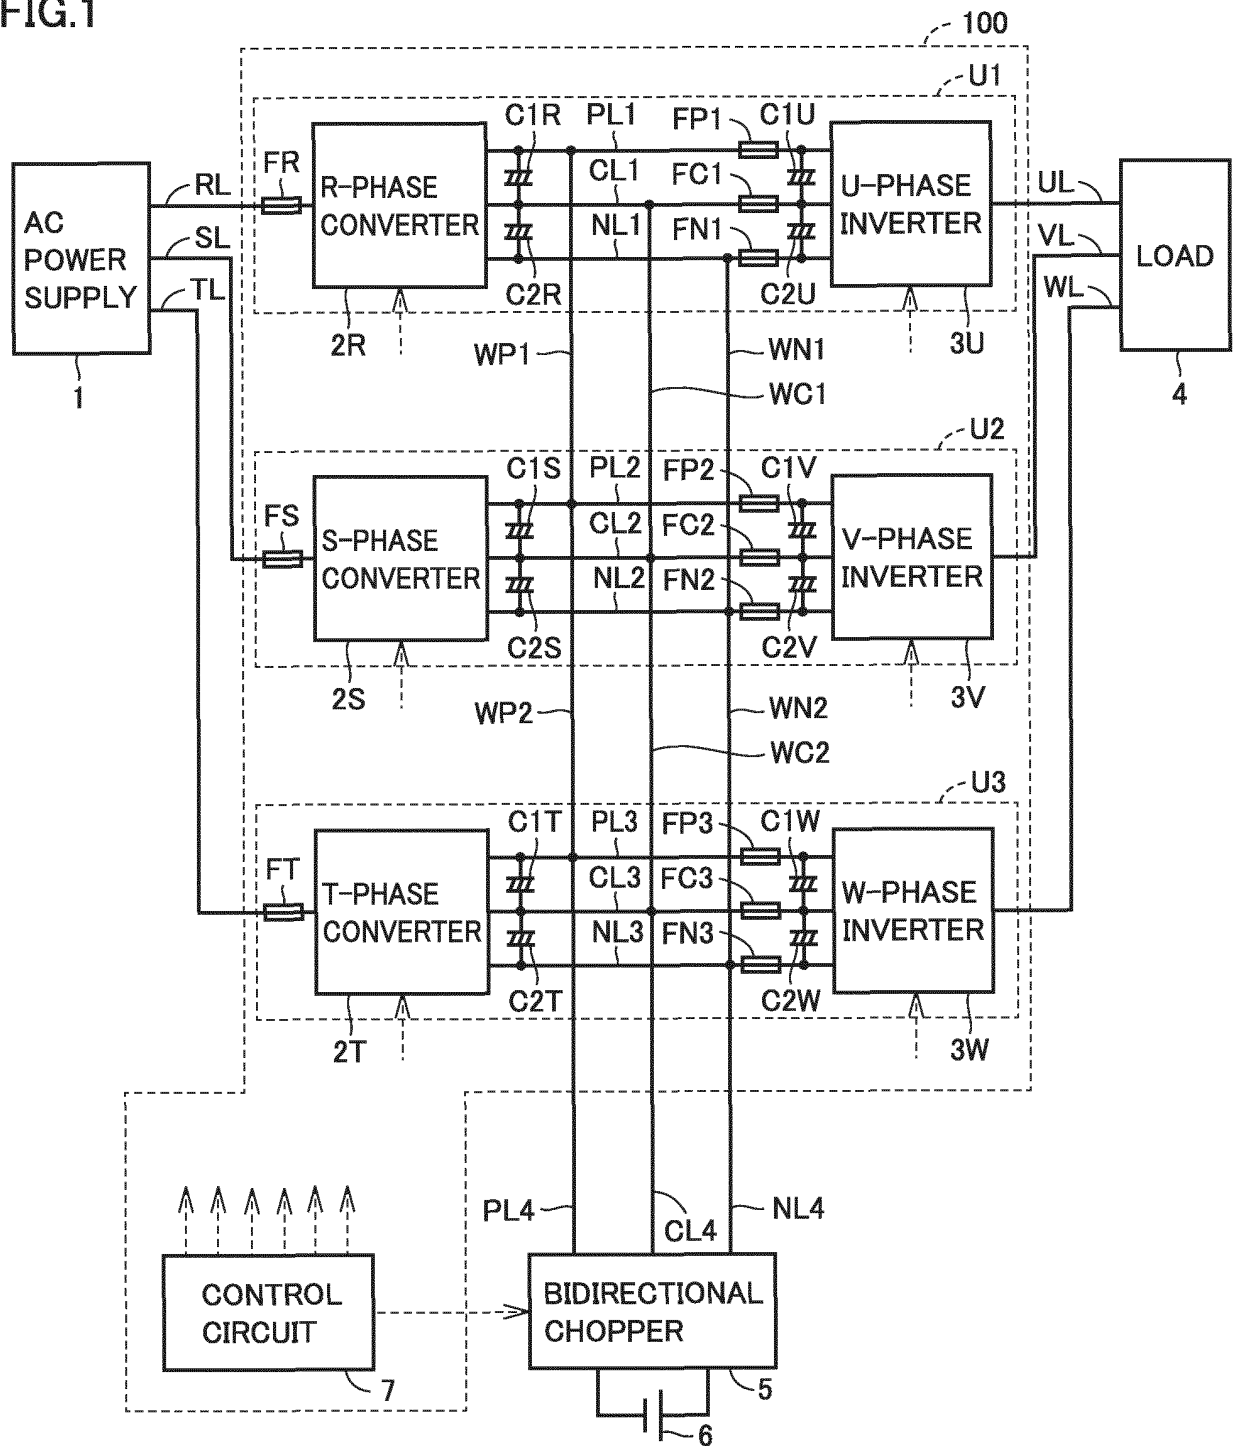 FIG.1
100
U1
C1R
PL1
FP1
C1U
FR
RL
R-PHASE
CONVERTER
CL1
FC1
U-PHASE
INVERTER
UL
AC
POWER
SUPPLY
SL
NL1
FN1
VL
LOAD
TL
C2R
C2U
WL
2R
3U
WP1
WN1
1
WC1
4
U2
C1S
PL2
FP2
C1V
FS
S-PHASE
CONVERTER
CL2
FC2
V-PHASE
INVERTER
NL2
FN2
C2S
C2V
2S
3V
WP2
WN2
WC2
U3
C1T
PL3
FP3
C1W
FT
T-PHASE
CONVERTER
CL3
FC3
W-PHASE
INVERTER
NL3
FN3
C2T
C2W
2T
3W
PL4
CL4
NL4
CONTROL
CIRCUIT
BIDIRECTIONAL
CHOPPER
7
5
6